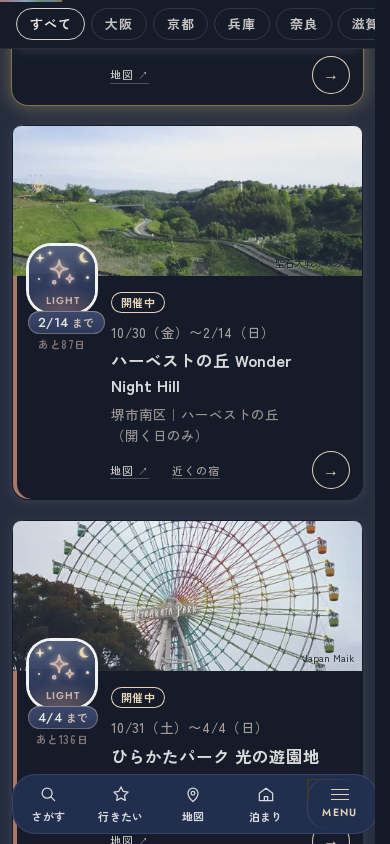 すべて
大阪
京都
兵庫
奈良
滋賀
地図 ↗
→
LIGHT
2/14 まで
あと87日
開催中
10/30（金）〜2/14（日）
ハーベストの丘 Wonder
Night Hill
堺市南区｜ハーベストの丘
（開く日のみ）
地図 ↗
近くの宿
→
HIRAKATA PARK
Japan Maik
LIGHT
4/4 まで
あと136日
開催中
10/31（土）〜4/4（日）
ひらかたパーク 光の遊園地
さがす
行きたい
地図
泊まり
MENU
地図 ↗